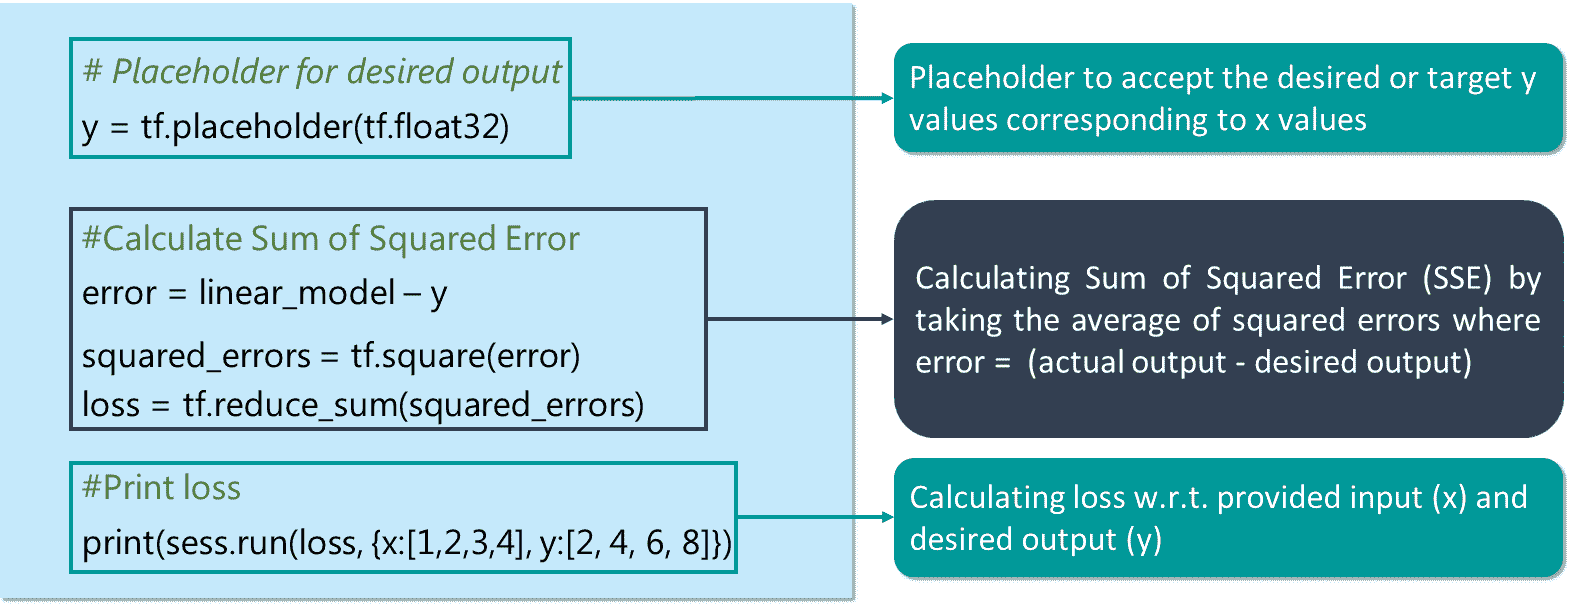 # Placeholder for desired output
y = tf.placeholder(tf.float32)
Placeholder to accept the desired or target y
values corresponding to x values
#Calculate Sum of Squared Error
error = linear_model – y
squared_errors = tf.square(error)
loss = tf.reduce_sum(squared_errors)
Calculating Sum of Squared Error (SSE) by
taking the average of squared errors where
error = (actual output - desired output)
#Print loss
print(sess.run(loss, {x:[1,2,3,4], y:[2, 4, 6, 8]})
Calculating loss w.r.t. provided input (x) and
desired output (y)